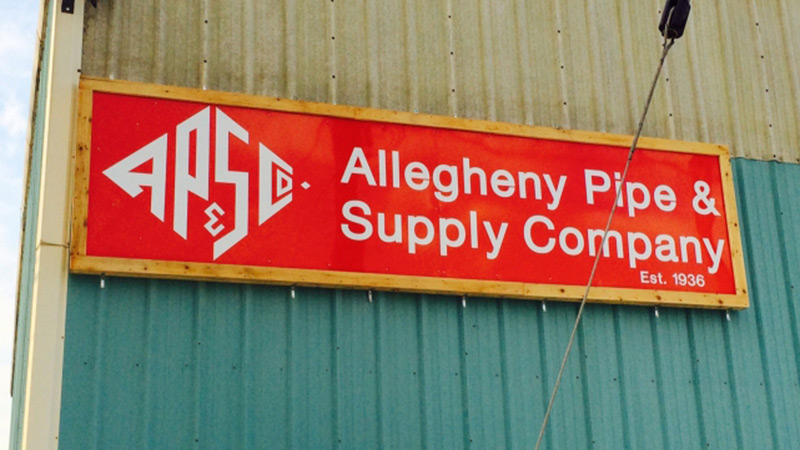 AP&SCo.
Allegheny Pipe &
Supply Company
Est. 1936